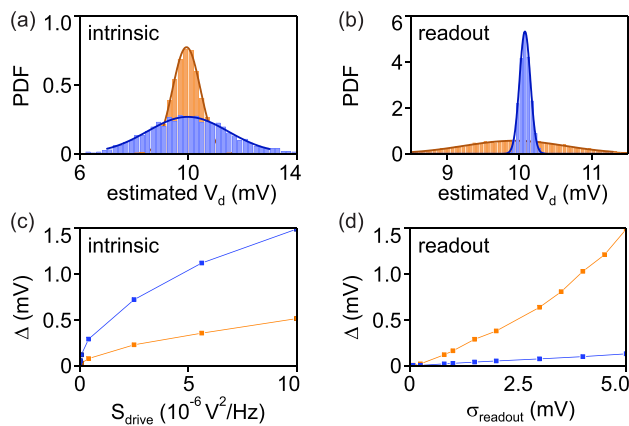 (a)
intrinsic
PDF
1.0
0.5
0
6
10
14
estimated V_d (mV)
(b)
readout
PDF
6
4
2
0
9
10
11
estimated V_d (mV)
(c)
intrinsic
Δ (mV)
1.5
1.0
0.5
0
0
5
10
S_drive (10^-6 V^2/Hz)
(d)
readout
Δ (mV)
1.5
1.0
0.5
0
0
2.5
5.0
σ_readout (mV)